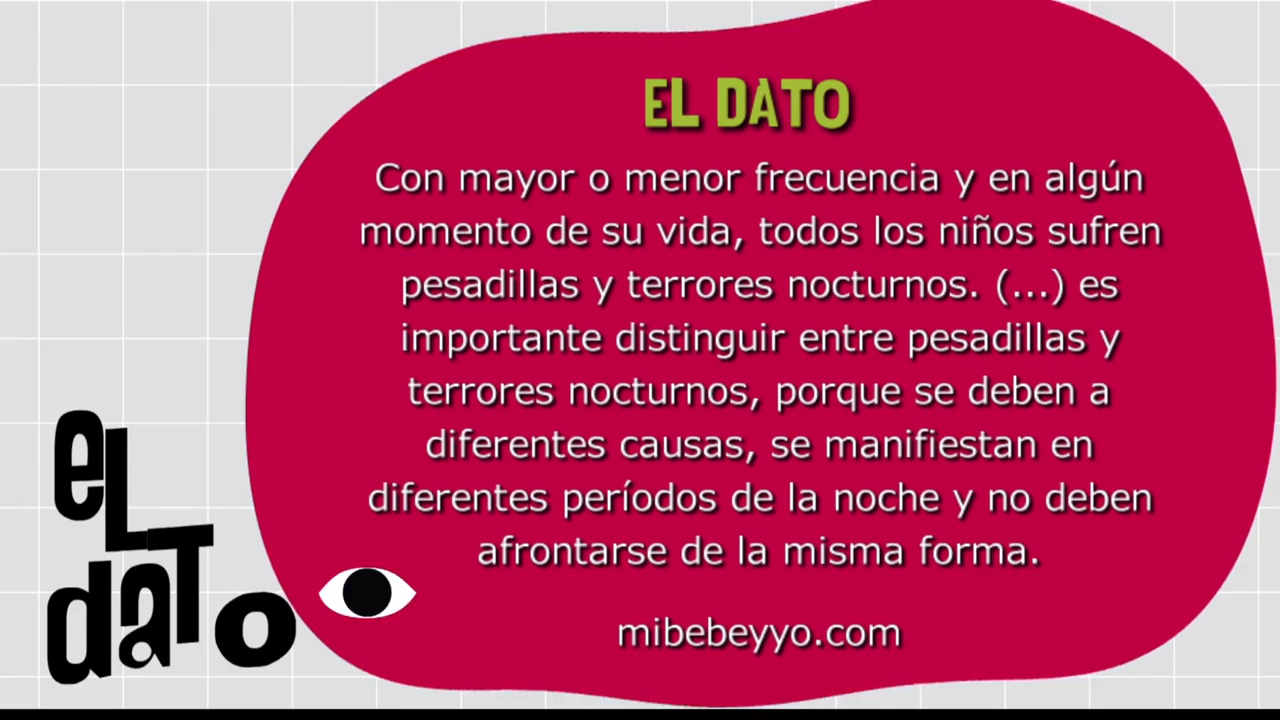 EL DATO
Con mayor o menor frecuencia y en algún
momento de su vida, todos los niños sufren
pesadillas y terrores nocturnos. (...) es
importante distinguir entre pesadillas y
terrores nocturnos, porque se deben a
diferentes causas, se manifiestan en
diferentes períodos de la noche y no deben
afrontarse de la misma forma.
mibebeyyo.com
eL
daTo